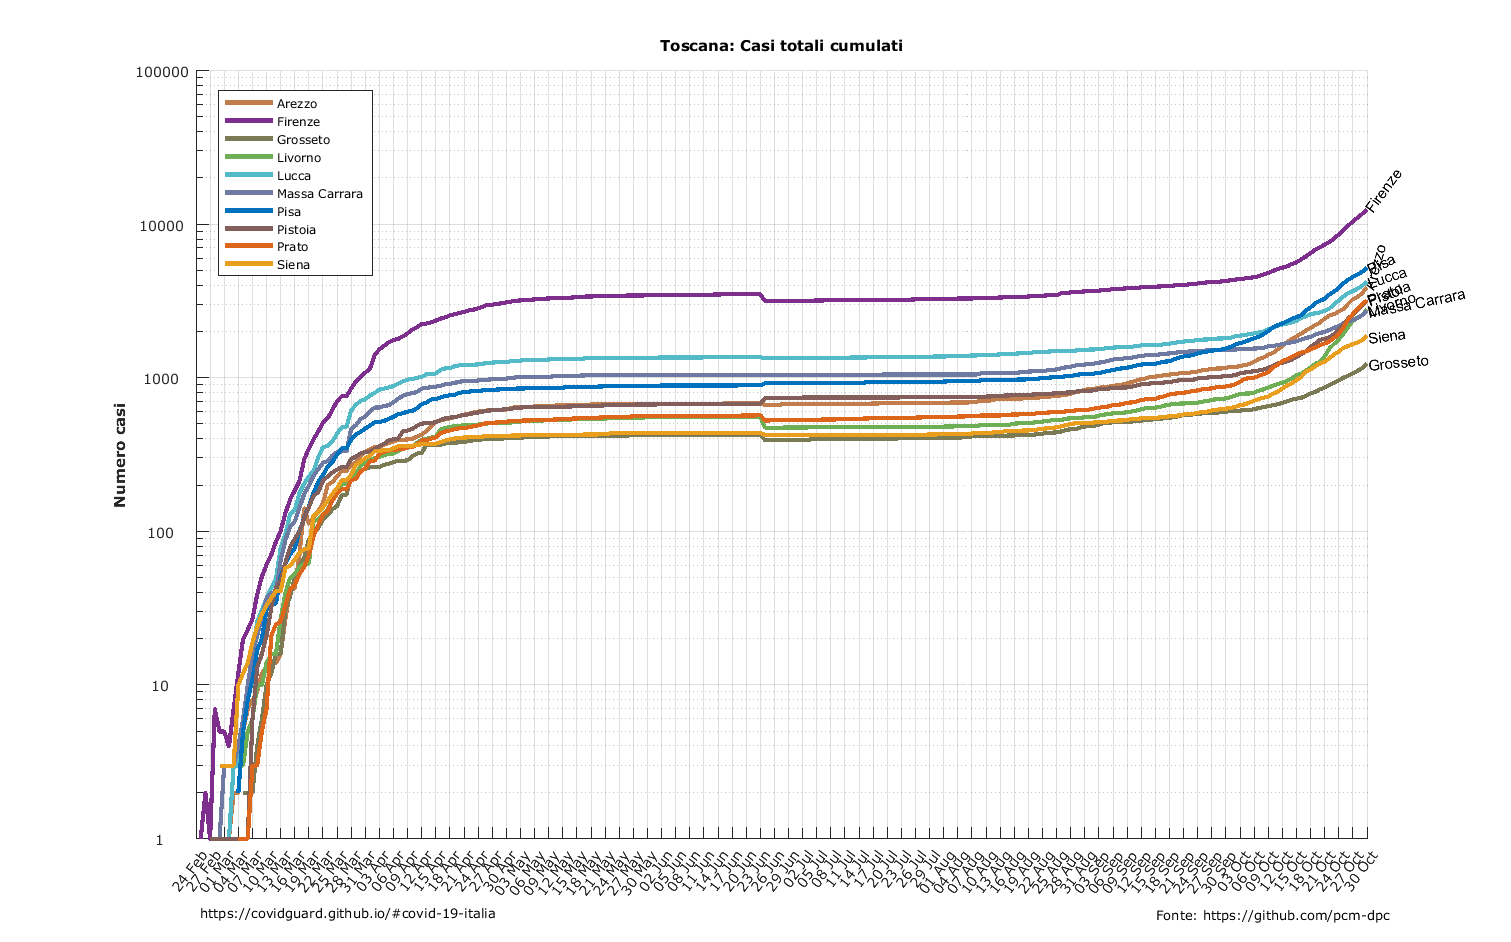 Toscana: Casi totali cumulati
Numero casi
100000
10000
1000
100
10
1
Arezzo
Firenze
Grosseto
Livorno
Lucca
Massa Carrara
Pisa
Pistoia
Prato
Siena
Firenze
Pisa
Lucca
Livorno
Massa Carrara
Siena
Grosseto
24 Feb
27 Feb
01 Mar
04 Mar
07 Mar
10 Mar
13 Mar
16 Mar
19 Mar
22 Mar
25 Mar
28 Mar
31 Mar
03 Apr
06 Apr
09 Apr
12 Apr
15 Apr
18 Apr
21 Apr
24 Apr
27 Apr
30 Apr
03 May
06 May
09 May
12 May
15 May
18 May
21 May
24 May
27 May
30 May
02 Jun
05 Jun
08 Jun
11 Jun
14 Jun
17 Jun
20 Jun
23 Jun
26 Jun
29 Jun
02 Jul
05 Jul
08 Jul
11 Jul
14 Jul
17 Jul
20 Jul
23 Jul
26 Jul
29 Jul
01 Aug
04 Aug
07 Aug
10 Aug
13 Aug
16 Aug
19 Aug
22 Aug
25 Aug
28 Aug
31 Aug
03 Sep
06 Sep
09 Sep
12 Sep
15 Sep
18 Sep
21 Sep
24 Sep
27 Sep
30 Sep
03 Oct
06 Oct
09 Oct
12 Oct
15 Oct
18 Oct
21 Oct
24 Oct
27 Oct
30 Oct
https://covidguard.github.io/#covid-19-italia
Fonte: https://github.com/pcm-dpc